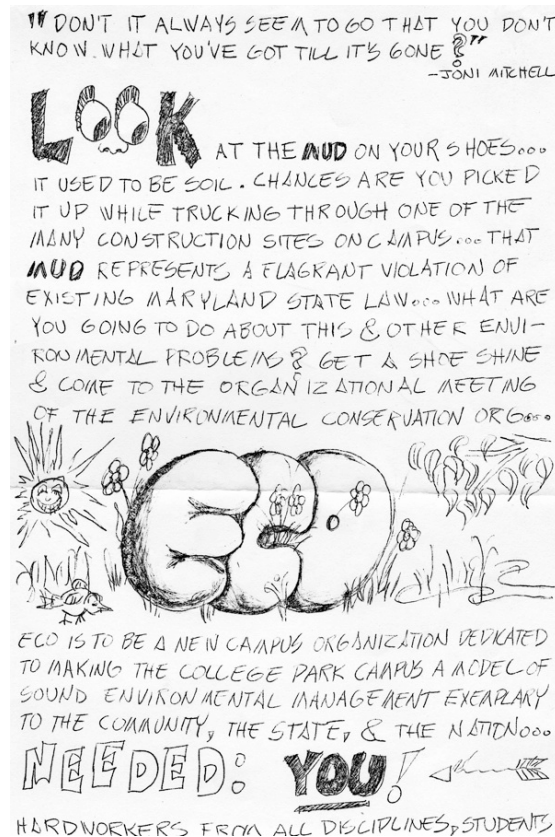 "DON'T IT ALWAYS SEEM TO GO THAT YOU DON'T
KNOW WHAT YOU'VE GOT TILL IT'S GONE?"
-JONI MITCHELL
LOOK AT THE MUD ON YOUR SHOES...
IT USED TO BE SOIL. CHANCES ARE YOU PICKED
IT UP WHILE TRUCKING THROUGH ONE OF THE
MANY CONSTRUCTION SITES ON CAMPUS... THAT
MUD REPRESENTS A FLAGRANT VIOLATION OF
EXISTING MARYLAND STATE LAW... WHAT ARE
YOU GOING TO DO ABOUT THIS & OTHER ENVI-
RONMENTAL PROBLEMS? GET A SHOE SHINE
& COME TO THE ORGANIZATIONAL MEETING
OF THE ENVIRONMENTAL CONSERVATION ORG...
ECO
ECO IS TO BE A NEW CAMPUS ORGANIZATION DEDICATED
TO MAKING THE COLLEGE PARK CAMPUS A MODEL OF
SOUND ENVIRONMENTAL MANAGEMENT EXEMPLARY
TO THE COMMUNITY, THE STATE, & THE NATION...
NEEDED: YOU!
HARDWORKERS FROM ALL DISCIPLINES, STUDENTS